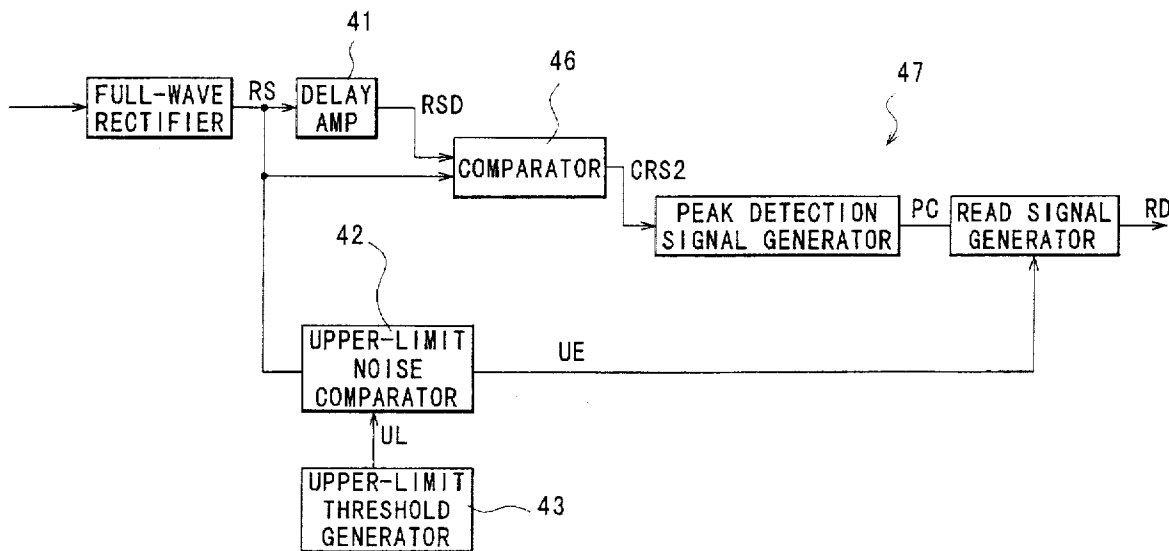 41
46
47
FULL-WAVE
RECTIFIER
RS
DELAY
AMP
RSD
COMPARATOR
CRS2
PEAK DETECTION
SIGNAL GENERATOR
PC
READ SIGNAL
GENERATOR
RD
42
UPPER-LIMIT
NOISE
COMPARATOR
UE
UL
UPPER-LIMIT
THRESHOLD
GENERATOR
43